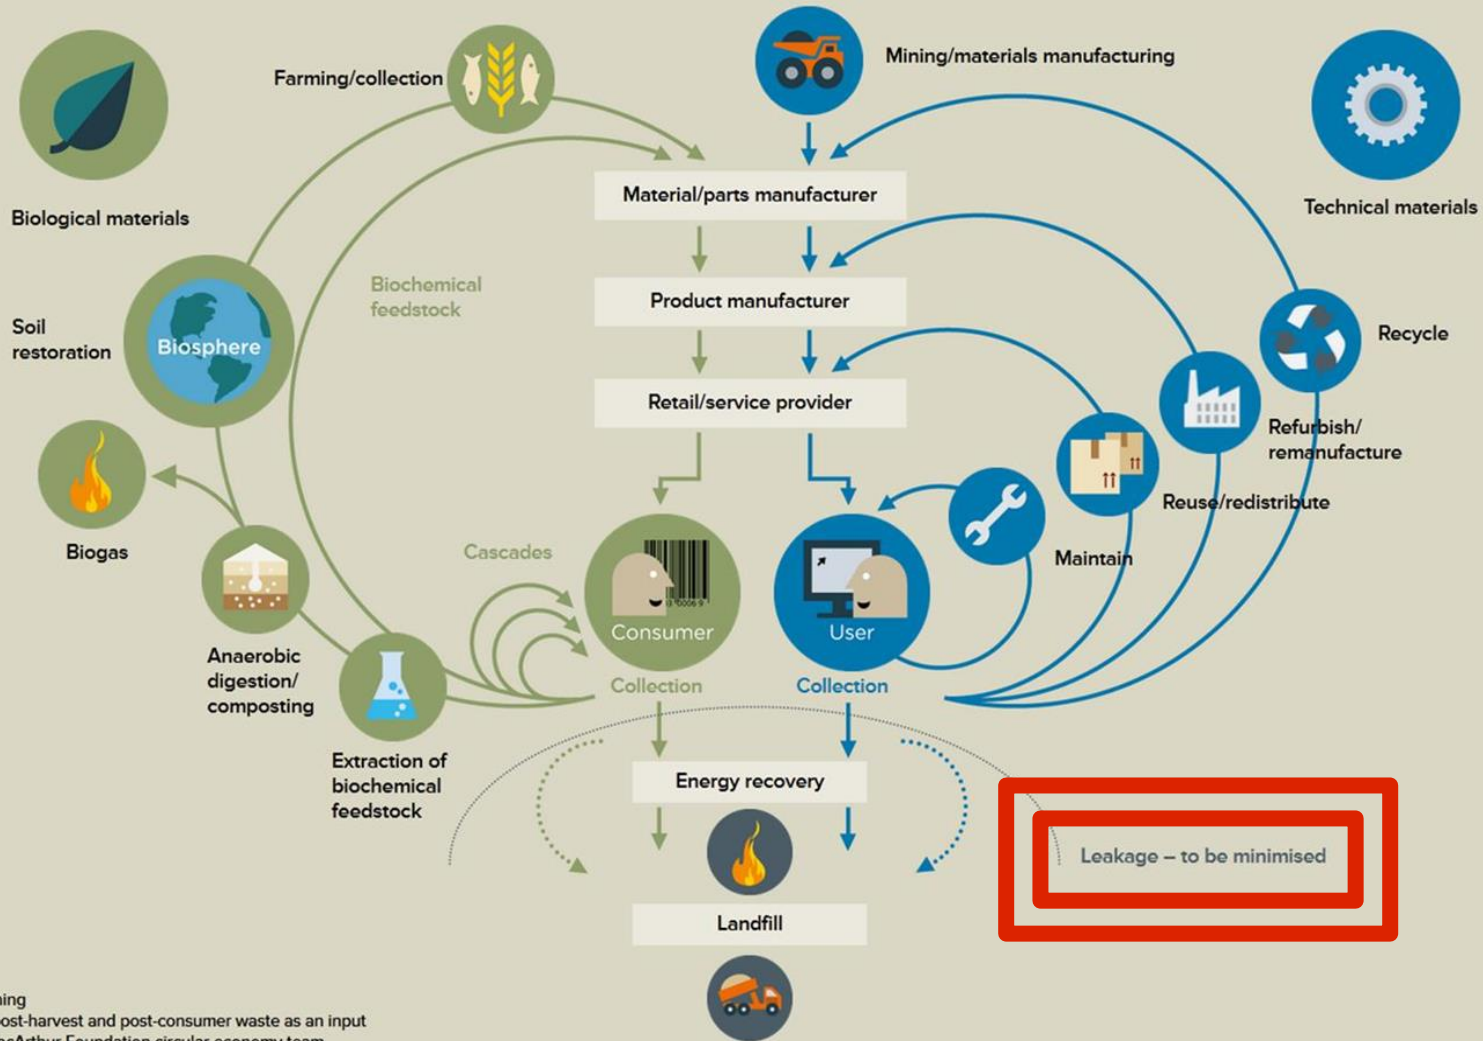 Farming/collection
Mining/materials manufacturing
Biological materials
Technical materials
Material/parts manufacturer
Biochemical
feedstock
Product manufacturer
Soil
restoration
Biosphere
Recycle
Retail/service provider
Refurbish/
remanufacture
Reuse/redistribute
Biogas
Cascades
Maintain
Consumer
User
Anaerobic
digestion/
composting
Collection
Collection
Extraction of
biochemical
feedstock
Energy recovery
Leakage – to be minimised
Landfill
post-harvest and post-consumer waste as an input